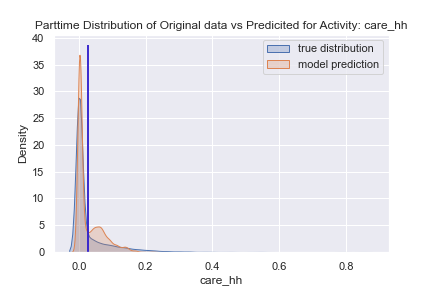 Parttime Distribution of Original data vs Predicited for Activity: care_hh
true distribution
model prediction
Density
40
35
30
25
20
15
10
5
0
0.0 0.2 0.4 0.6 0.8
care_hh